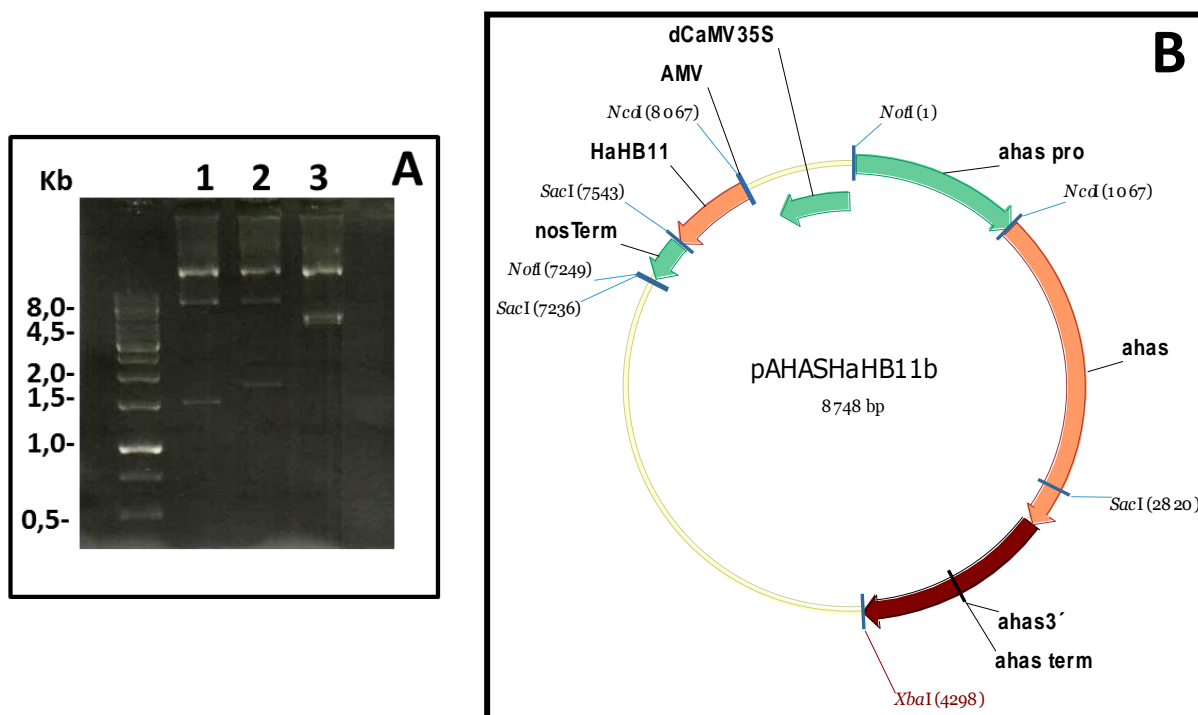 A
Kb 1 2 3
8,0-
4,5-
2,0-
1,5-
1,0-
0,5-
B
dCaMV35S
AMV
NcoI (8067)
NotI (1)
HaHB11
ahas pro
SacI (7543)
NcoI (1067)
nosTerm
NotI (7249)
SacI (7236)
ahas
pAHASHaHB11b
8748 bp
SacI (2820)
ahas3´
ahas term
XbaI (4298)